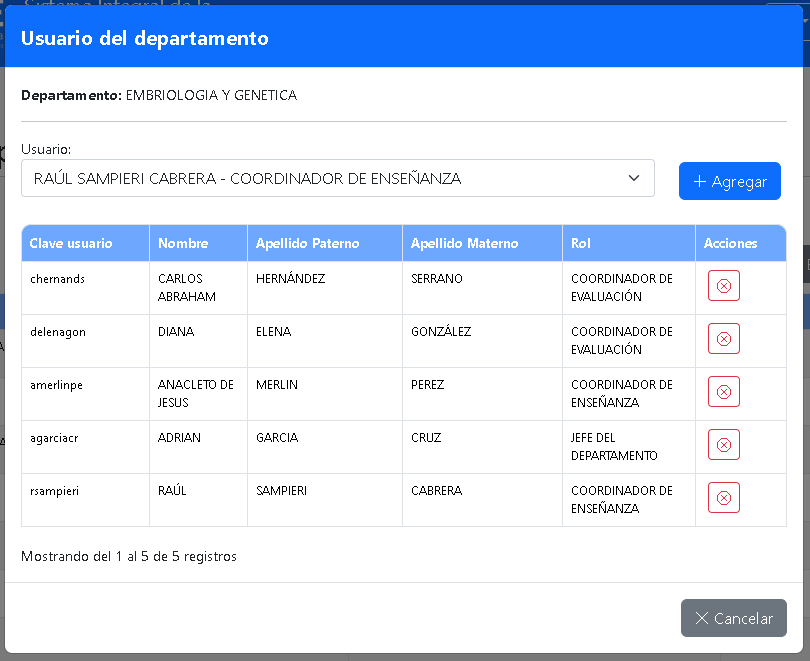 Usuario del departamento
Departamento: EMBRIOLOGIA Y GENETICA
Usuario:
RAÚL SAMPIERI CABRERA - COORDINADOR DE ENSEÑANZA
+ Agregar
Clave usuario Nombre Apellido Paterno Apellido Materno Rol Acciones
chernands CARLOS ABRAHAM HERNÁNDEZ SERRANO COORDINADOR DE EVALUACIÓN
delenagon DIANA ELENA GONZÁLEZ COORDINADOR DE EVALUACIÓN
amerlinpe ANACLETO DE JESUS MERLIN PEREZ COORDINADOR DE ENSEÑANZA
agarciacr ADRIAN GARCIA CRUZ JEFE DEL DEPARTAMENTO
rsampieri RAÚL SAMPIERI CABRERA COORDINADOR DE ENSEÑANZA
Mostrando del 1 al 5 de 5 registros
Cancelar